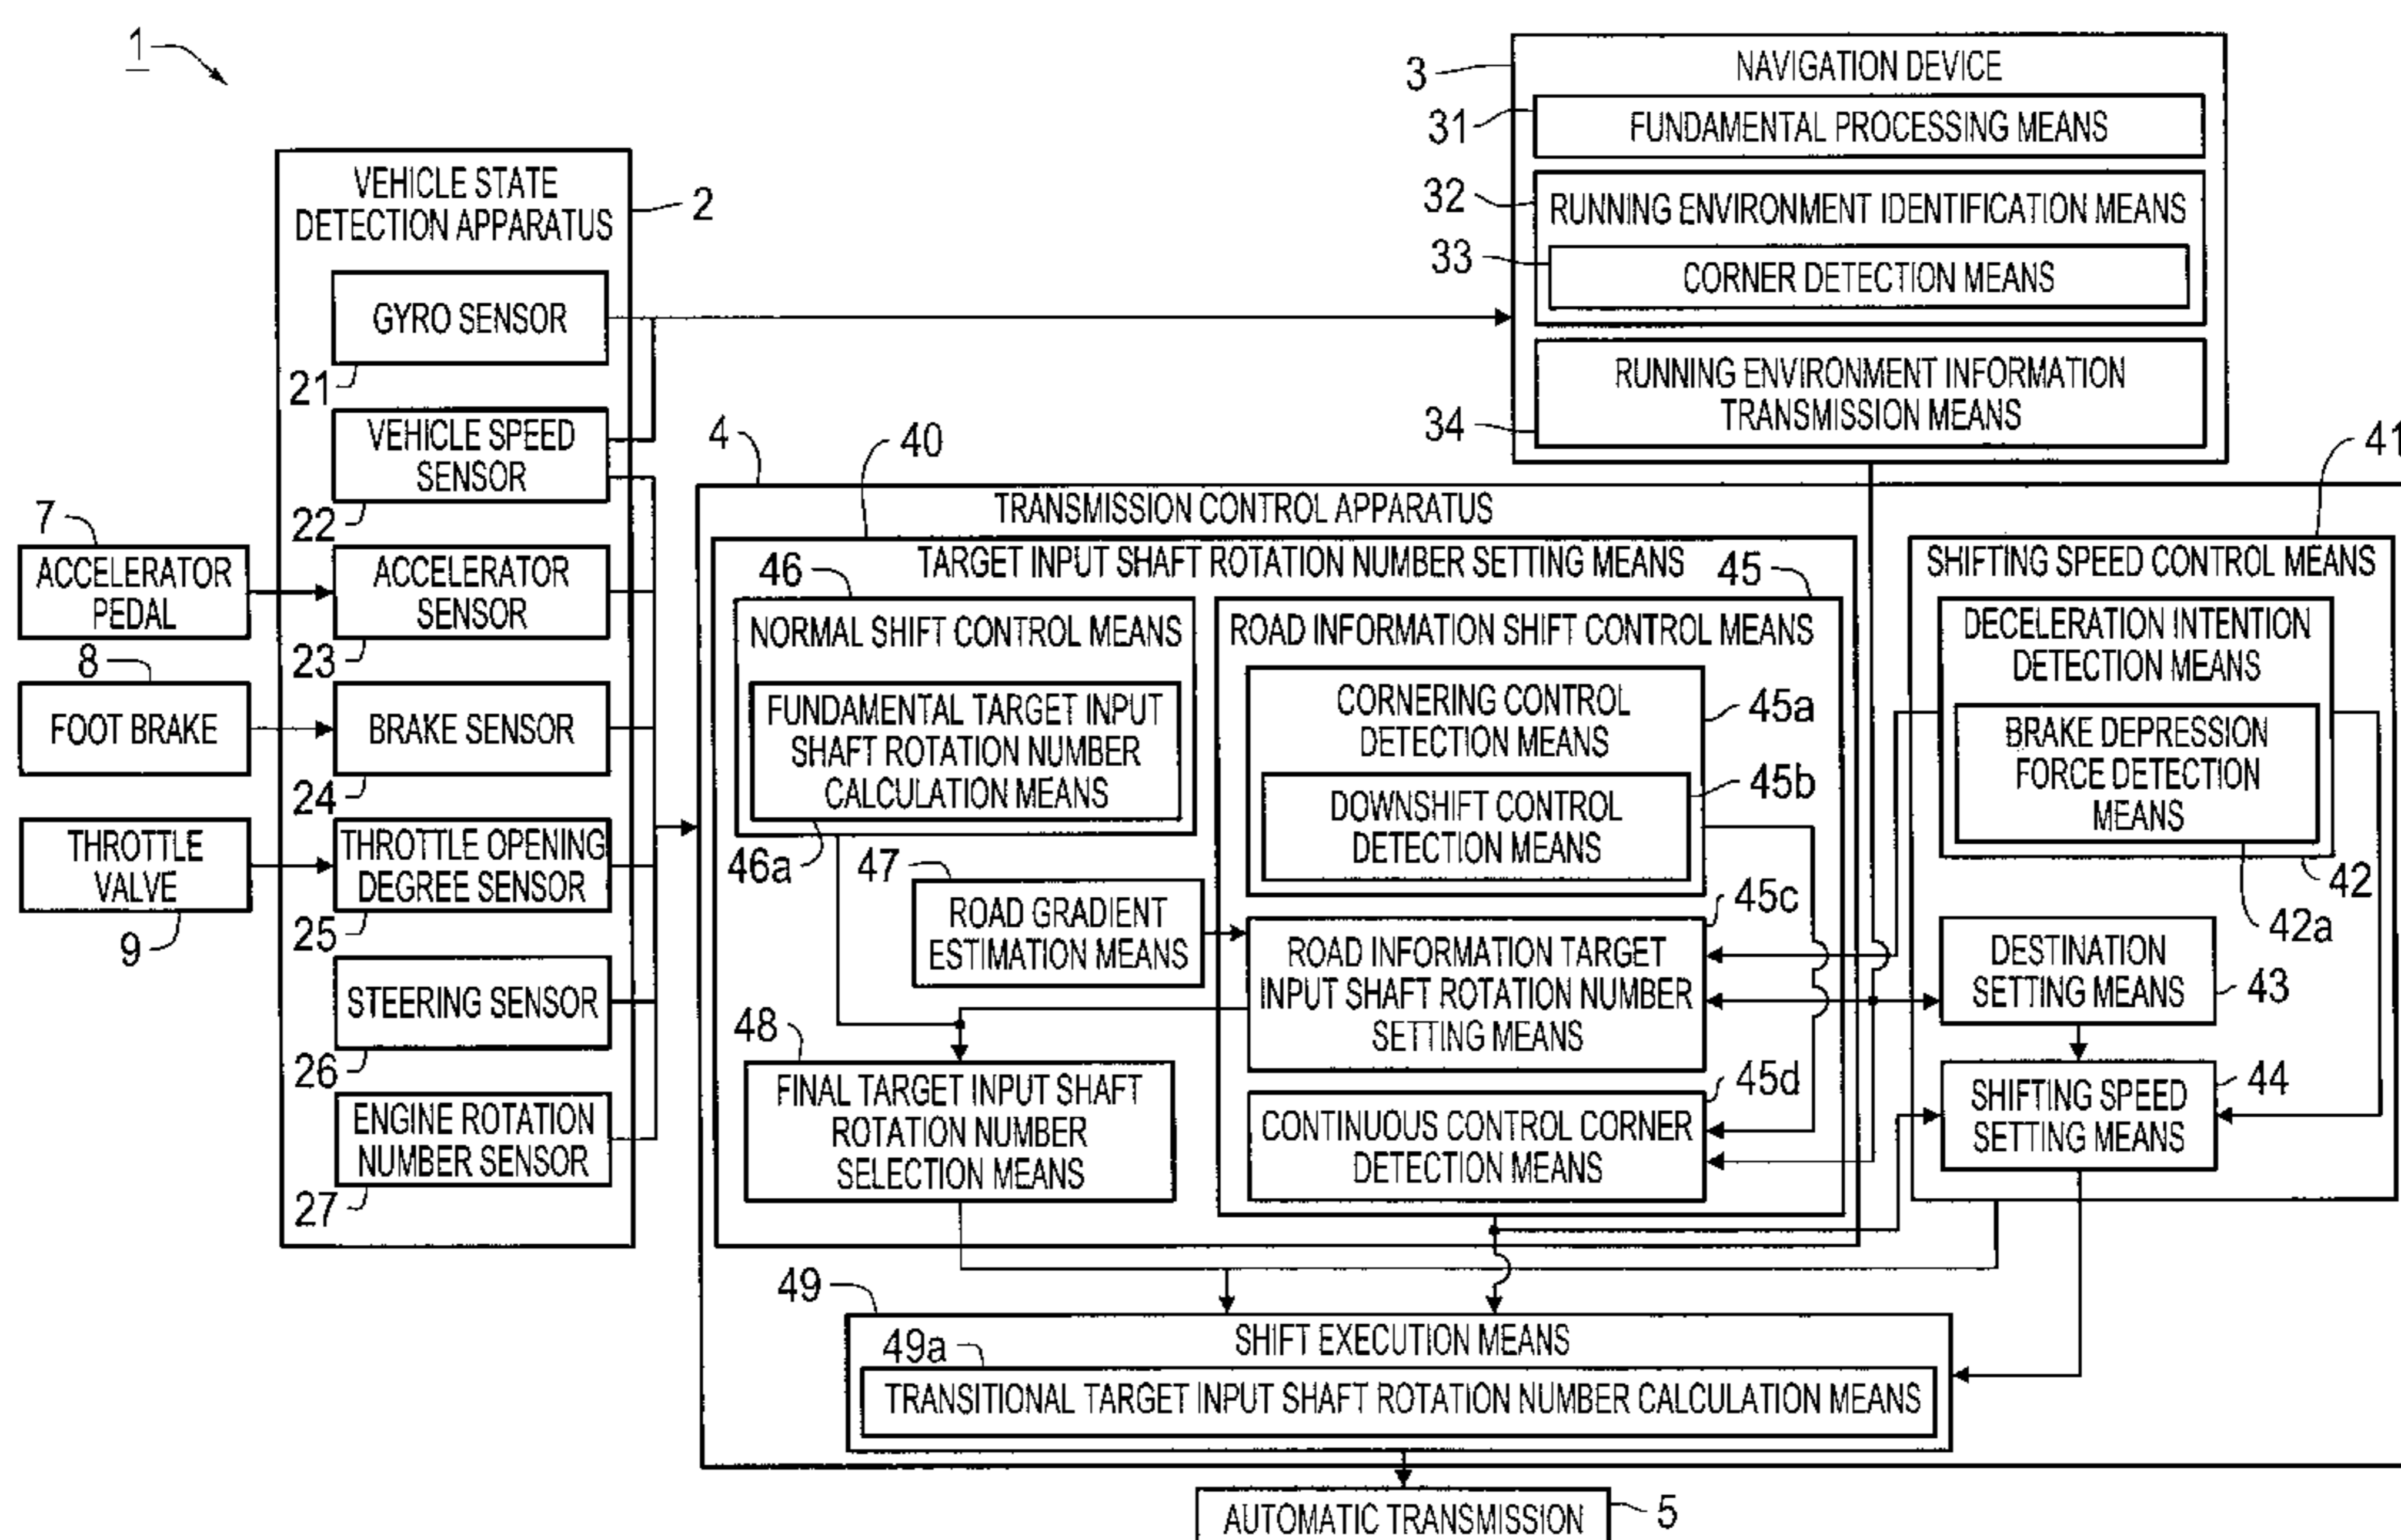 1
3
NAVIGATION DEVICE
31
FUNDAMENTAL PROCESSING MEANS
32
RUNNING ENVIRONMENT IDENTIFICATION MEANS
33
CORNER DETECTION MEANS
34
RUNNING ENVIRONMENT INFORMATION
TRANSMISSION MEANS
VEHICLE STATE
DETECTION APPARATUS
2
GYRO SENSOR
21
VEHICLE SPEED
SENSOR
22
7
ACCELERATOR
PEDAL
ACCELERATOR
SENSOR
23
8
FOOT BRAKE
BRAKE SENSOR
24
THROTTLE
VALVE
9
THROTTLE OPENING
DEGREE SENSOR
25
STEERING SENSOR
26
ENGINE ROTATION
NUMBER SENSOR
27
4
TRANSMISSION CONTROL APPARATUS
40
TARGET INPUT SHAFT ROTATION NUMBER SETTING MEANS
46
NORMAL SHIFT CONTROL MEANS
FUNDAMENTAL TARGET INPUT
SHAFT ROTATION NUMBER
CALCULATION MEANS
46a
45
ROAD INFORMATION SHIFT CONTROL MEANS
CORNERING CONTROL
DETECTION MEANS
45a
DOWNSHIFT CONTROL
DETECTION MEANS
45b
47
ROAD GRADIENT
ESTIMATION MEANS
45c
ROAD INFORMATION TARGET
INPUT SHAFT ROTATION NUMBER
SETTING MEANS
48
FINAL TARGET INPUT SHAFT
ROTATION NUMBER
SELECTION MEANS
45d
CONTINUOUS CONTROL CORNER
DETECTION MEANS
41
SHIFTING SPEED CONTROL MEANS
DECELERATION INTENTION
DETECTION MEANS
BRAKE DEPRESSION
FORCE DETECTION
MEANS
42
42a
DESTINATION
SETTING MEANS
43
SHIFTING SPEED
SETTING MEANS
44
49
SHIFT EXECUTION MEANS
49a
TRANSITIONAL TARGET INPUT SHAFT ROTATION NUMBER CALCULATION MEANS
AUTOMATIC TRANSMISSION
5